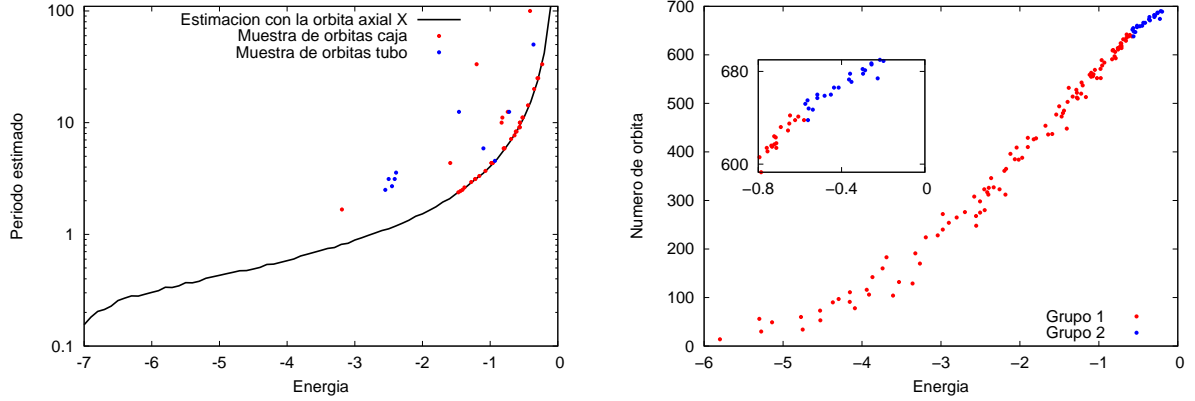 Estimacion con la orbita axial X
Muestra de orbitas caja
Muestra de orbitas tubo
Periodo estimado
100
10
1
0.1
-7 -6 -5 -4 -3 -2 -1 0
Energia
Numero de orbita
700
600
500
400
300
200
100
0
680
600
−0.8 −0.4 0
Grupo 1
Grupo 2
−6 −5 −4 −3 −2 −1 −0
Energia